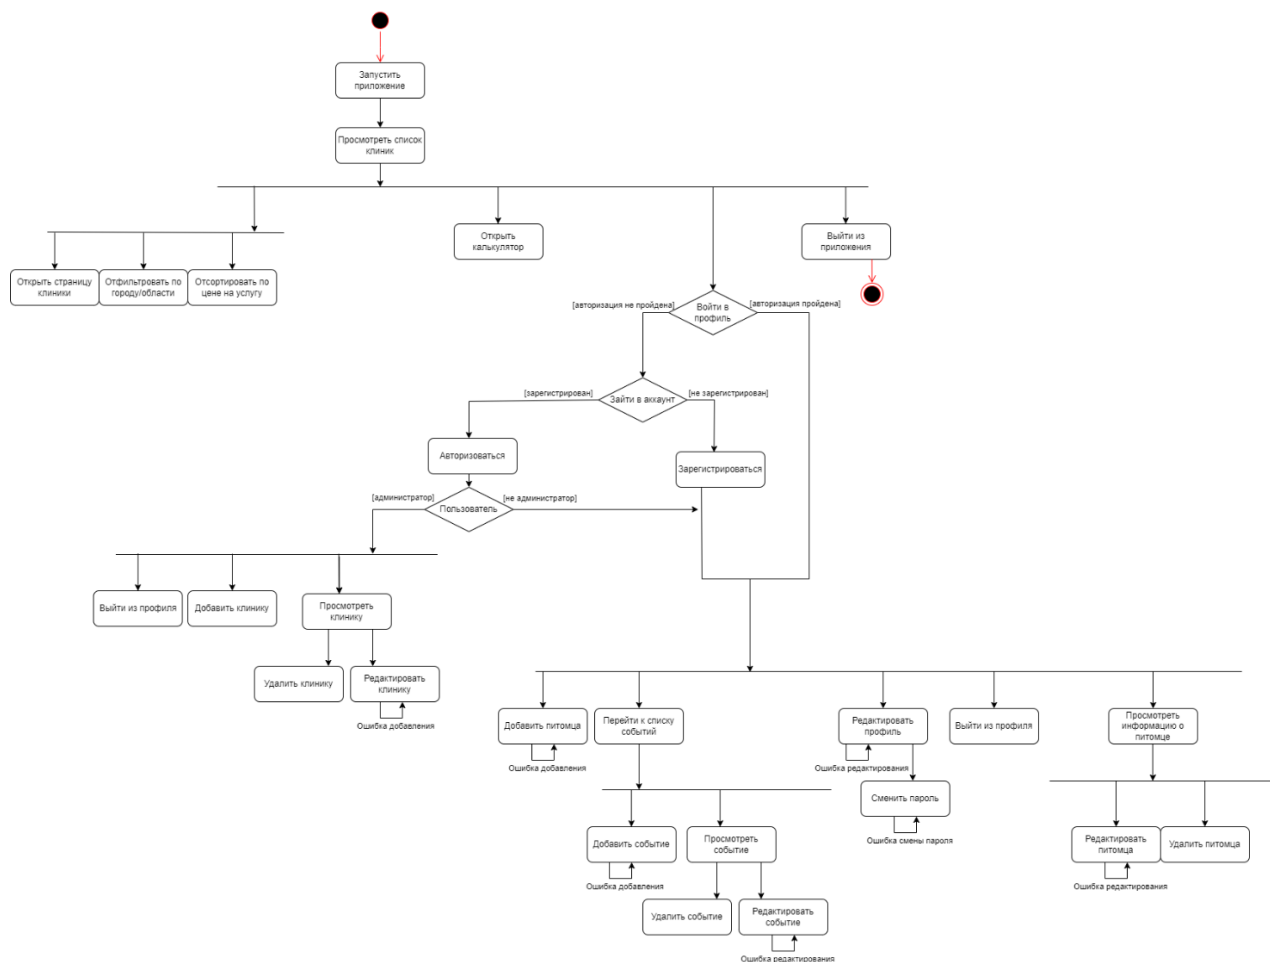 Запустить
приложение
Просмотреть список
клиник
Открыть
калькулятор
Выйти из
приложения
Открыть страницу
клиники
Отфильтровать по
городу/области
Отсортировать по
цене на услугу
[авторизация не пройдена]
Войти в
профиль
[авторизация пройдена]
[зарегистрирован]
Зайти в аккаунт
[не зарегистрирован]
Авторизоваться
Зарегистрироваться
[администратор]
Пользователь
[не администратор]
Выйти из профиля
Добавить клинику
Просмотреть
клинику
Удалить клинику
Редактировать
клинику
Ошибка добавления
Добавить питомца
Ошибка добавления
Перейти к списку
событий
Редактировать
профиль
Ошибка редактирования
Выйти из профиля
Просмотреть
информацию о
питомце
Сменить пароль
Ошибка смены пароля
Добавить событие
Ошибка добавления
Просмотреть
событие
Редактировать
питомца
Ошибка редактирования
Удалить питомца
Удалить событие
Редактировать
событие
Ошибка редактирования